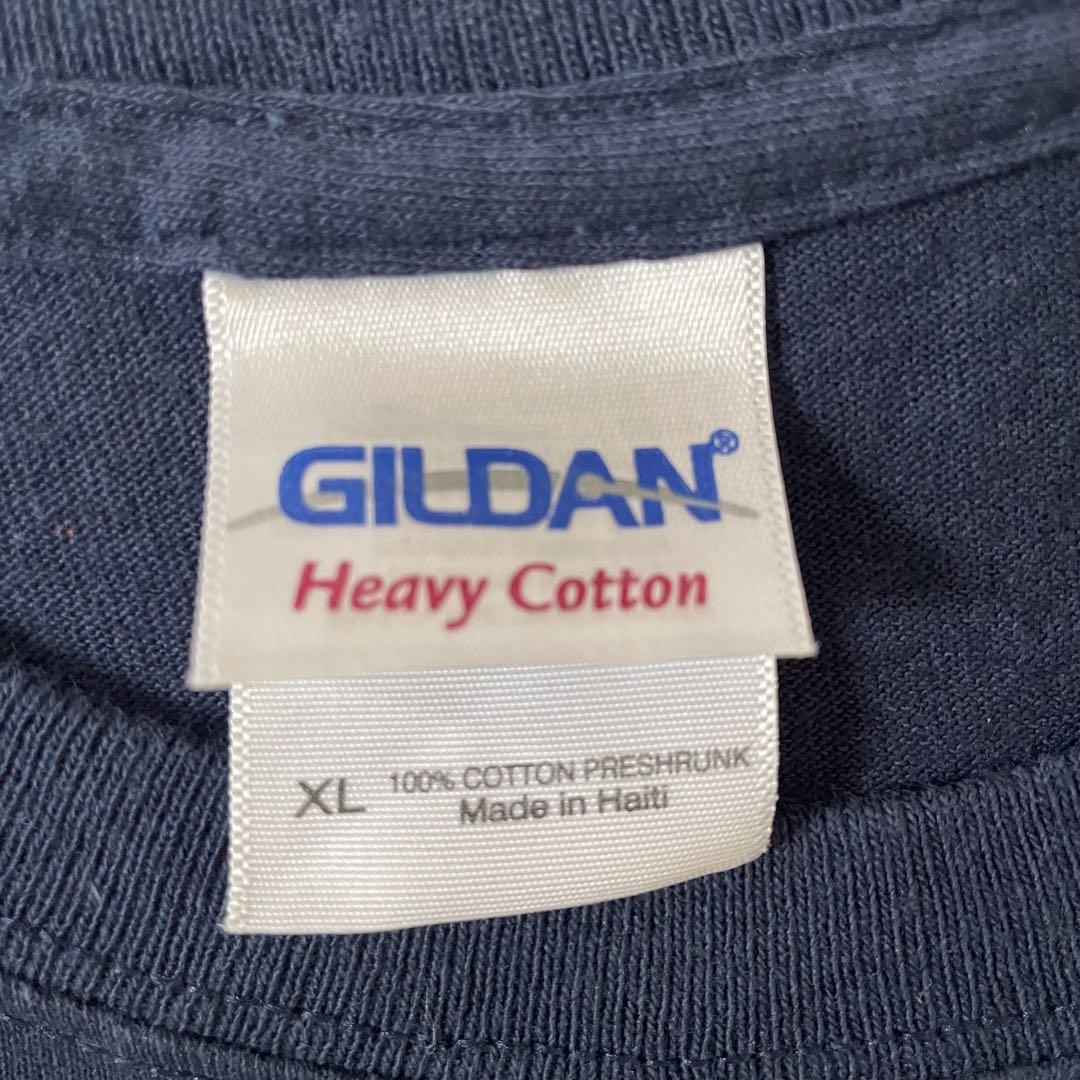 GILDAN®
Heavy Cotton
XL 100% COTTON PRESHRUNK
Made in Haiti